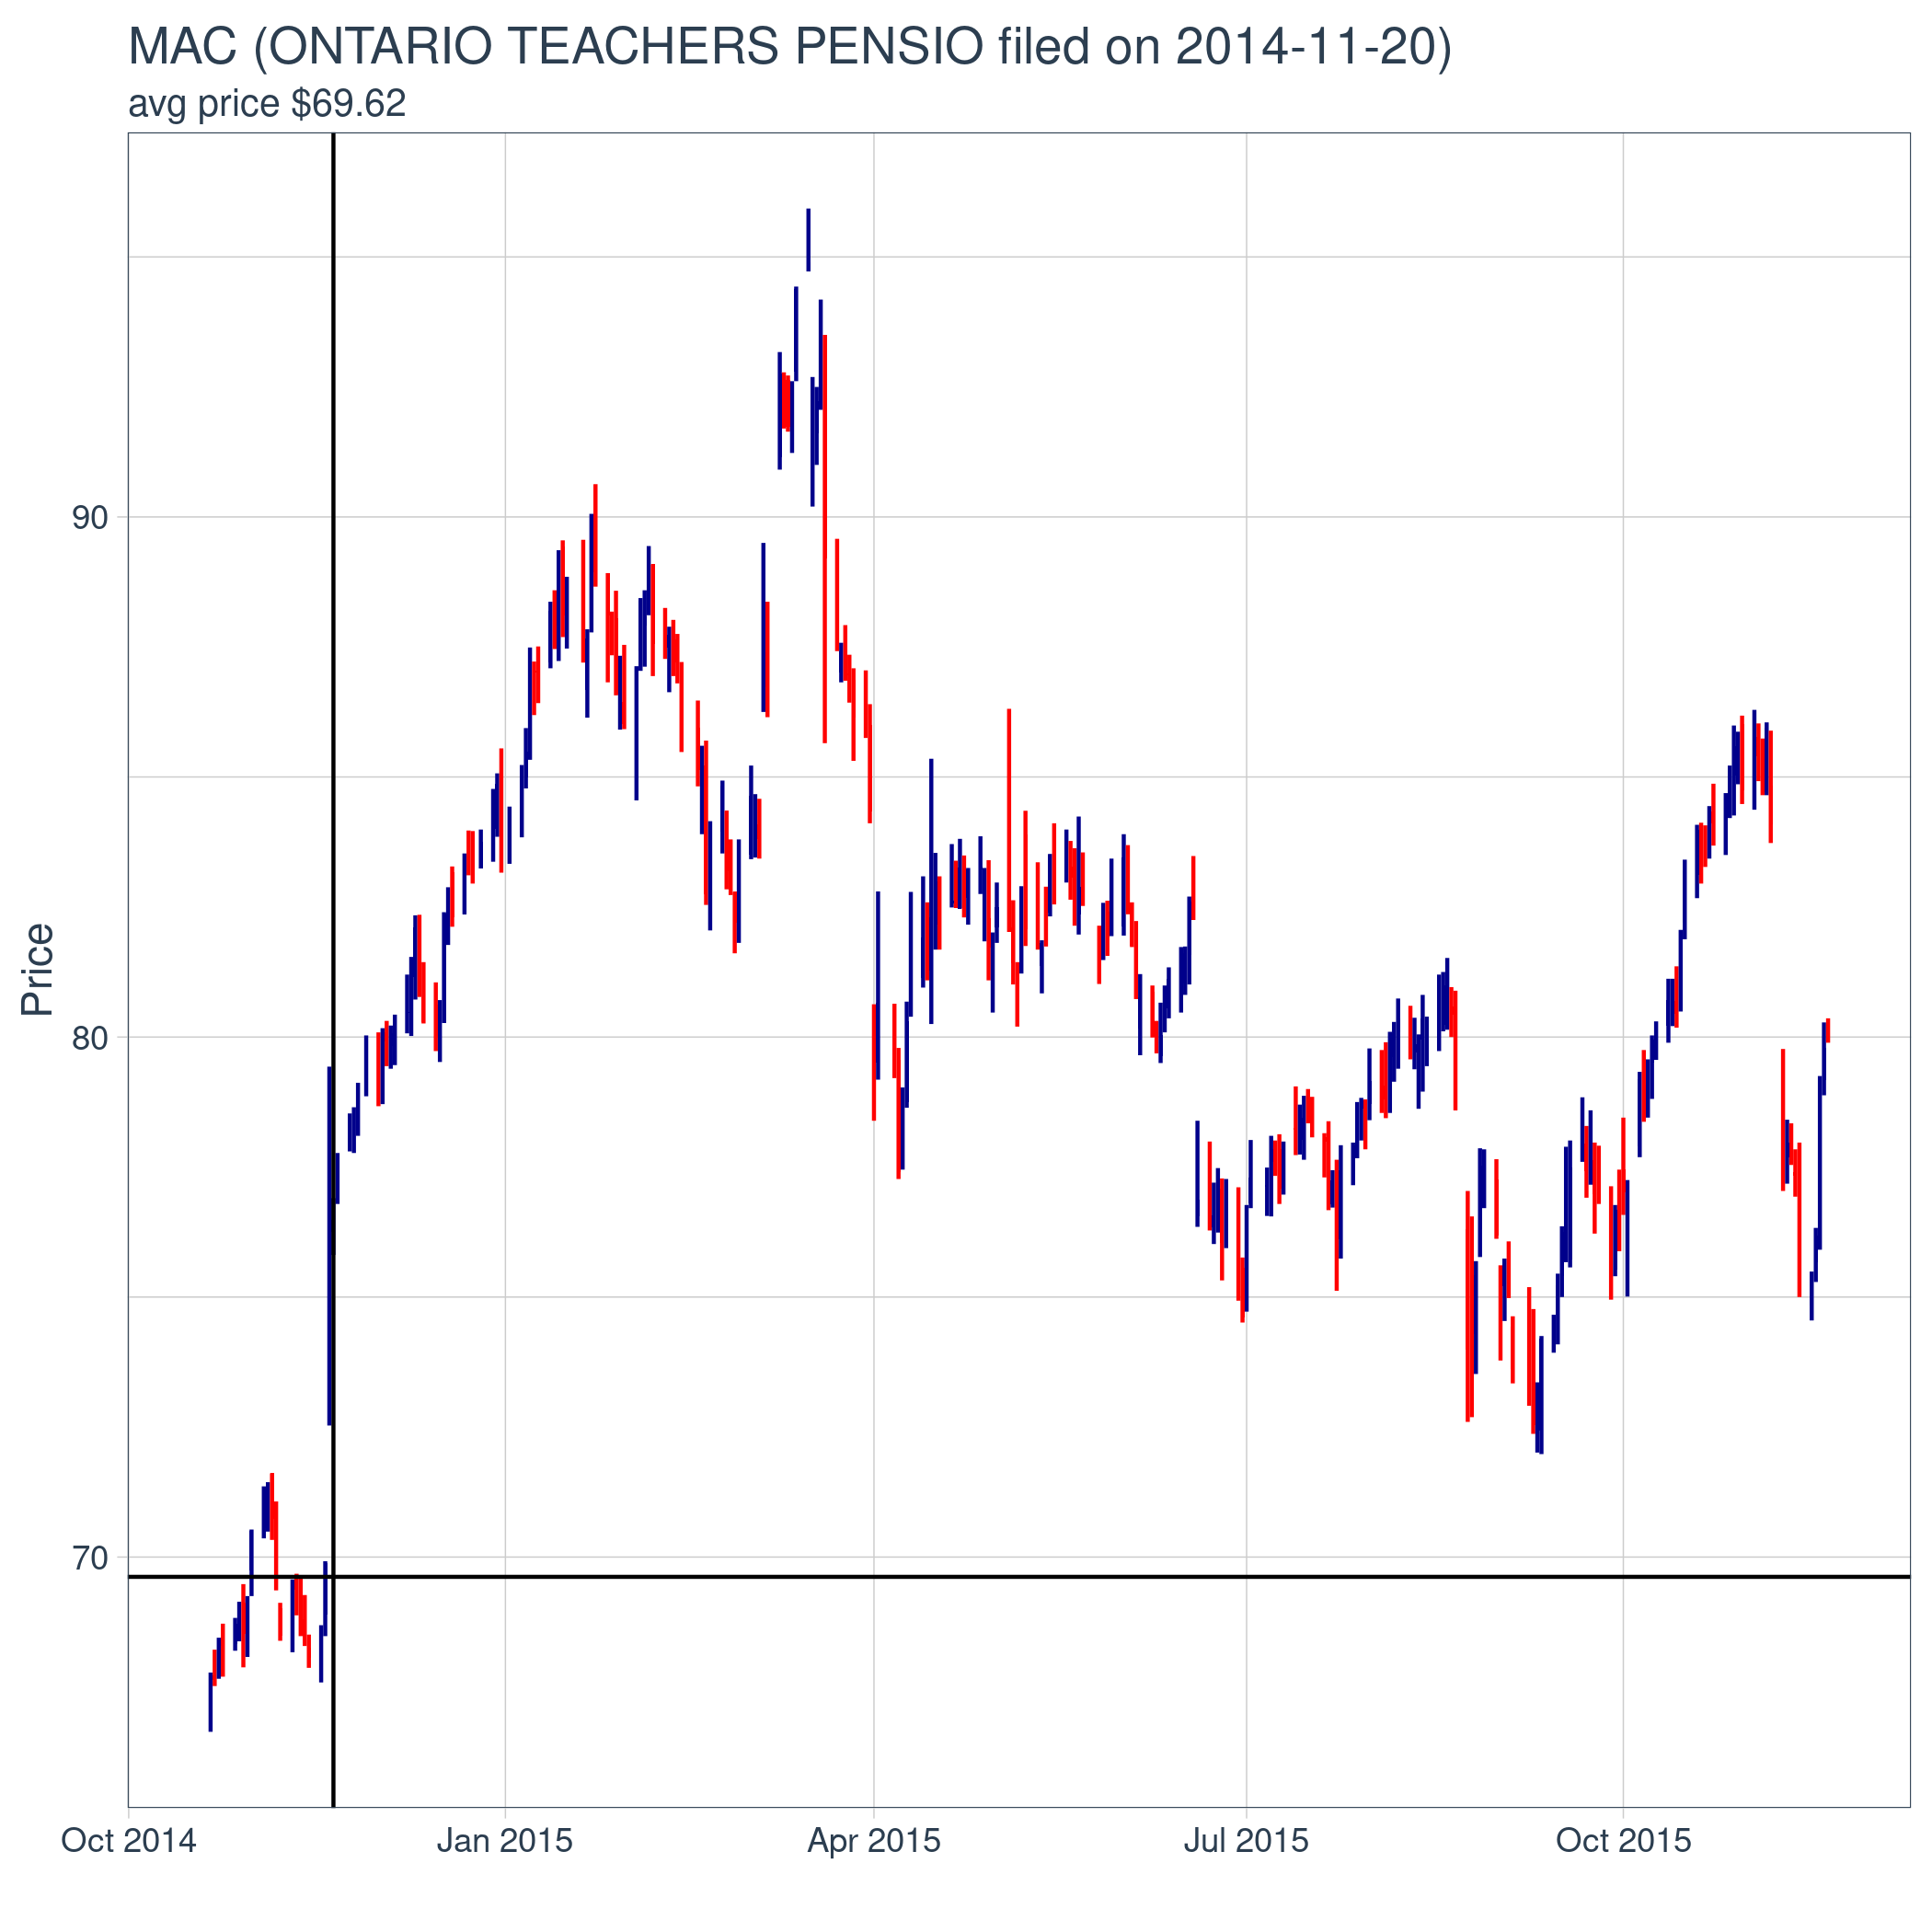 MAC (ONTARIO TEACHERS PENSIO filed on 2014-11-20)
avg price $69.62
Price
90
80
70
Oct 2014
Jan 2015
Apr 2015
Jul 2015
Oct 2015